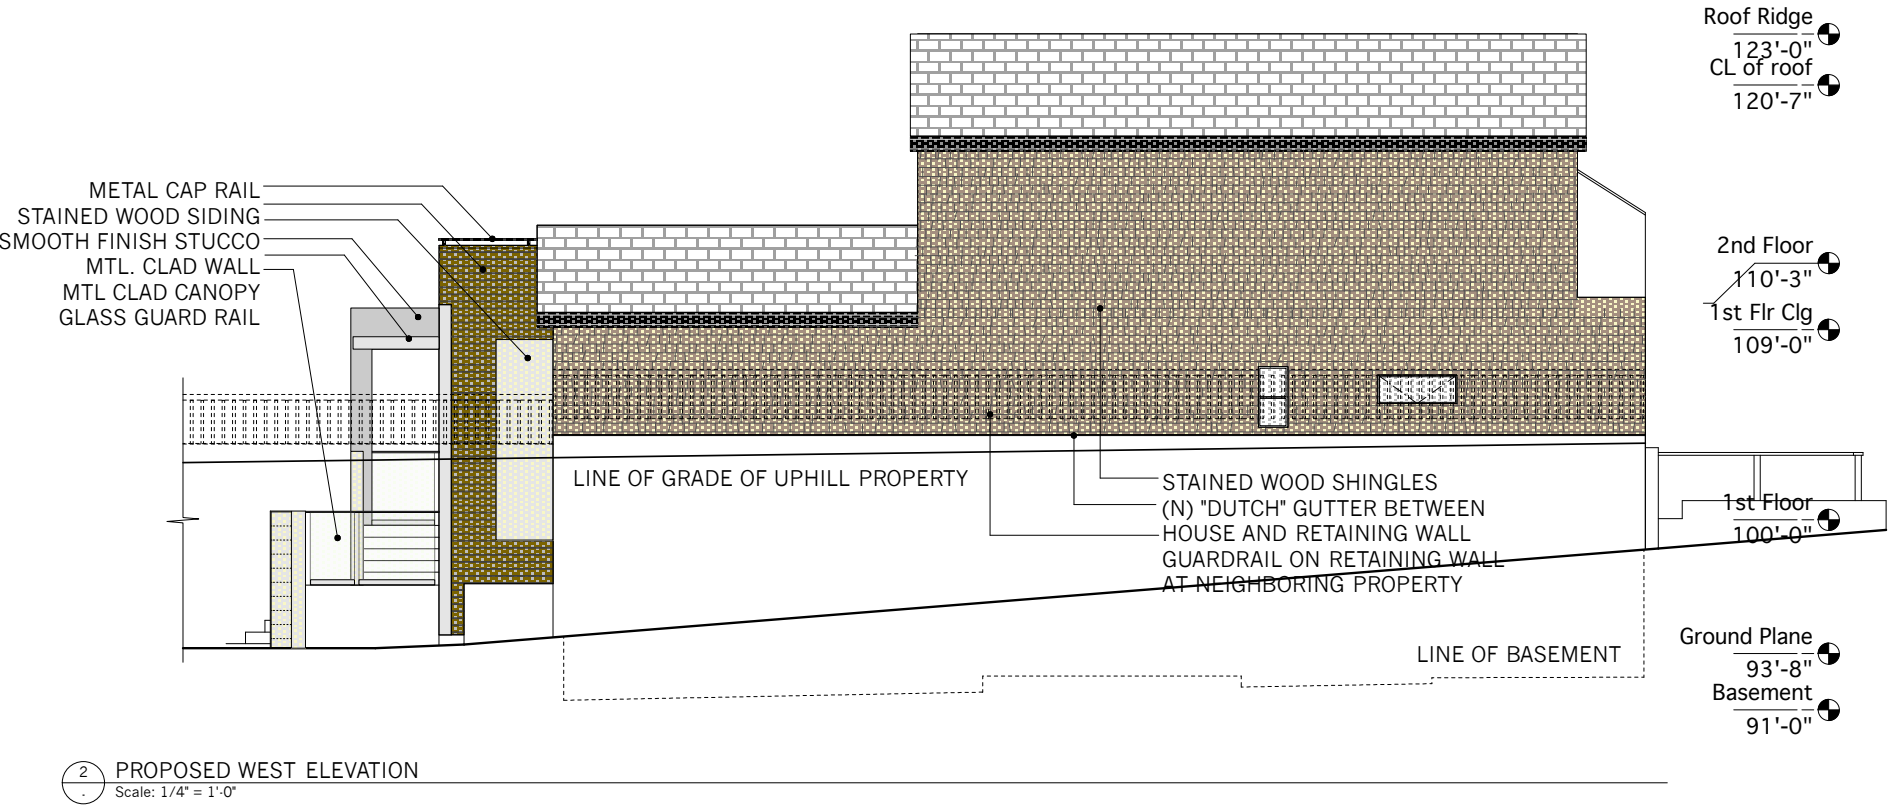 Roof Ridge
123'-0"
CL of roof
120'-7"
METAL CAP RAIL
STAINED WOOD SIDING
SMOOTH FINISH STUCCO
MTL. CLAD WALL
MTL CLAD CANOPY
GLASS GUARD RAIL
2nd Floor
110'-3"
1st Flr Clg
109'-0"
LINE OF GRADE OF UPHILL PROPERTY
STAINED WOOD SHINGLES
(N) "DUTCH" GUTTER BETWEEN
HOUSE AND RETAINING WALL
GUARDRAIL ON RETAINING WALL
AT NEIGHBORING PROPERTY
1st Floor
100'-0"
LINE OF BASEMENT
Ground Plane
93'-8"
Basement
91'-0"
2
-
PROPOSED WEST ELEVATION
Scale: 1/4" = 1'-0"